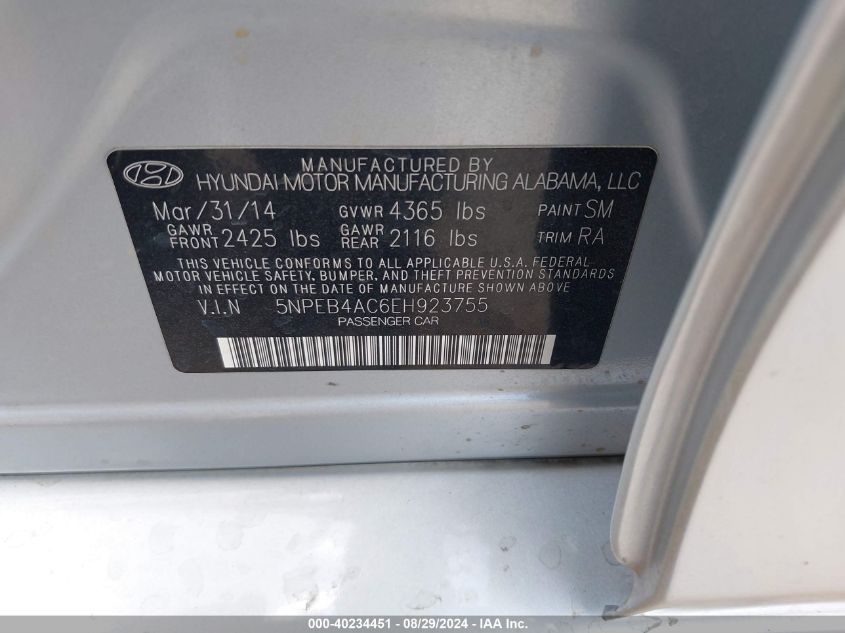 MANUFACTURED BY
HYUNDAI MOTOR MANUFACTURING ALABAMA, LLC
Mar/31/14 GVWR 4365 lbs PAINT SM
GAWR FRONT 2425 lbs GAWR REAR 2116 lbs TRIM RA
THIS VEHICLE CONFORMS TO ALL APPLICABLE U.S.A. FEDERAL
MOTOR VEHICLE SAFETY, BUMPER, AND THEFT PREVENTION STANDARDS
IN EFFECT ON THE DATE OF MANUFACTURE SHOWN ABOVE.
V.I.N 5NPEB4AC6EH923755
PASSENGER CAR
000-40234451 - 08/29/2024 - IAA Inc.